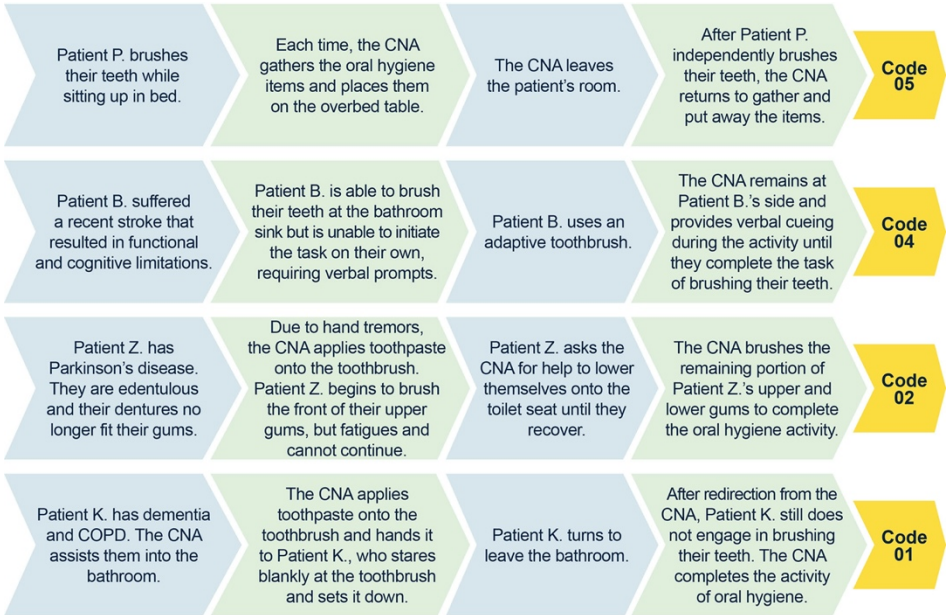 Patient P. brushes
their teeth while
sitting up in bed.
Each time, the CNA
gathers the oral hygiene
items and places them
on the overbed table.
The CNA leaves
the patient's room.
After Patient P.
independently brushes
their teeth, the CNA
returns to gather and
put away the items.
Code
05
Patient B. suffered
a recent stroke that
resulted in functional
and cognitive limitations.
Patient B. is able to brush
their teeth at the bathroom
sink but is unable to initiate
the task on their own,
requiring verbal prompts.
Patient B. uses an
adaptive toothbrush.
The CNA remains at
Patient B.'s side and
provides verbal cueing
during the activity until
they complete the task
of brushing their teeth.
Code
04
Patient Z. has
Parkinson's disease.
They are edentulous
and their dentures no
longer fit their gums.
Due to hand tremors,
the CNA applies toothpaste
onto the toothbrush.
Patient Z. begins to brush
the front of their upper
gums, but fatigues and
cannot continue.
Patient Z. asks the
CNA for help to lower
themselves onto the
toilet seat until they
recover.
The CNA brushes the
remaining portion of
Patient Z.'s upper and
lower gums to complete
the oral hygiene activity.
Code
02
Patient K. has dementia
and COPD. The CNA
assists them into the
bathroom.
The CNA applies
toothpaste onto the
toothbrush and hands it
to Patient K., who stares
blankly at the toothbrush
and sets it down.
Patient K. turns to
leave the bathroom.
After redirection from the
CNA, Patient K. still does
not engage in brushing
their teeth. The CNA
completes the activity
of oral hygiene.
Code
01